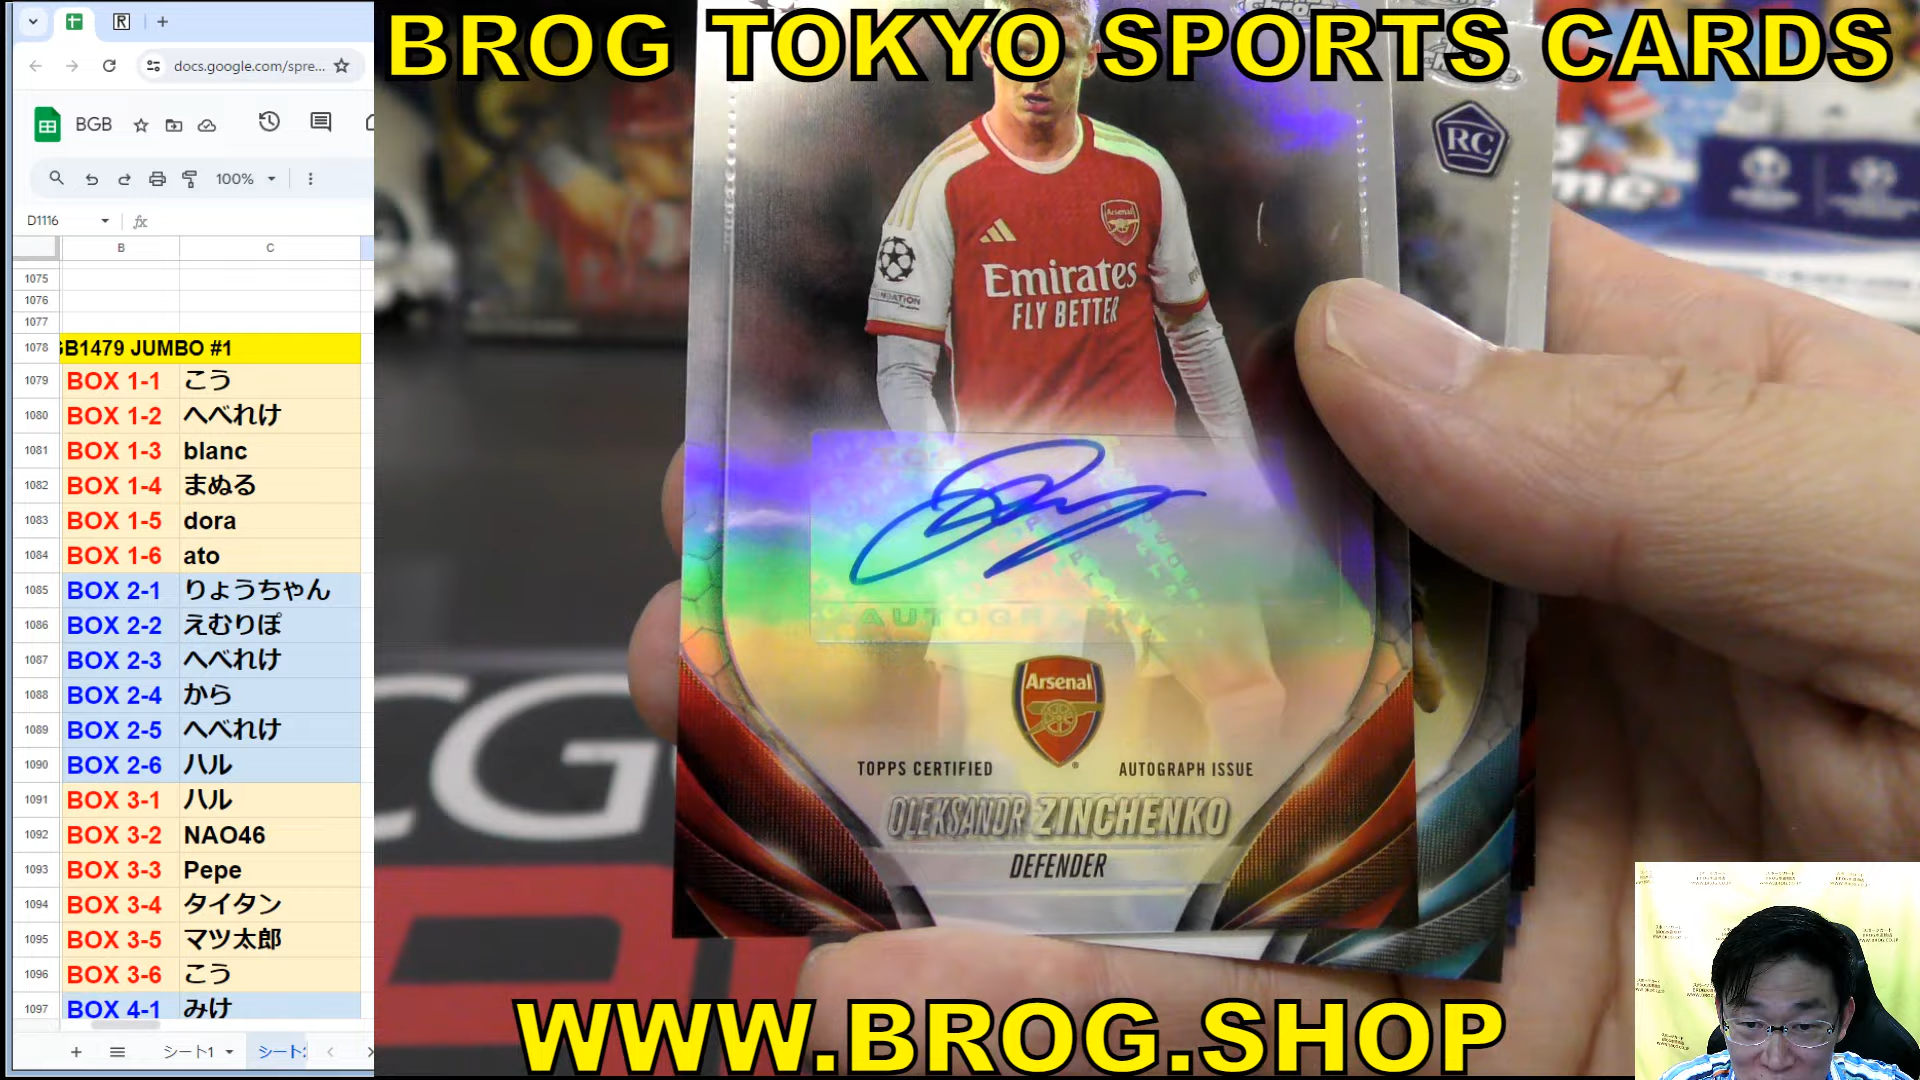 BROG TOKYO SPORTS CARDS
docs.google.com/spre...
BGB
100%
D1116
fx
B C
1075
1076
1077
1078 GB1479 JUMBO #1
1079 BOX 1-1 こう
1080 BOX 1-2 へべれけ
1081 BOX 1-3 blanc
1082 BOX 1-4 まぬる
1083 BOX 1-5 dora
1084 BOX 1-6 ato
1085 BOX 2-1 りょうちゃん
1086 BOX 2-2 えむりぽ
1087 BOX 2-3 へべれけ
1088 BOX 2-4 から
1089 BOX 2-5 へべれけ
1090 BOX 2-6 ハル
1091 BOX 3-1 ハル
1092 BOX 3-2 NAO46
1093 BOX 3-3 Pepe
1094 BOX 3-4 タイタン
1095 BOX 3-5 マツ太郎
1096 BOX 3-6 こう
1097 BOX 4-1 みけ
シート1
シート
RC
Arsenal
Emirates
FLY BETTER
AUTOGRAPH
Arsenal
TOPPS CERTIFIED
AUTOGRAPH ISSUE
OLEKSANDR ZINCHENKO
DEFENDER
CG
WWW.BROG.SHOP